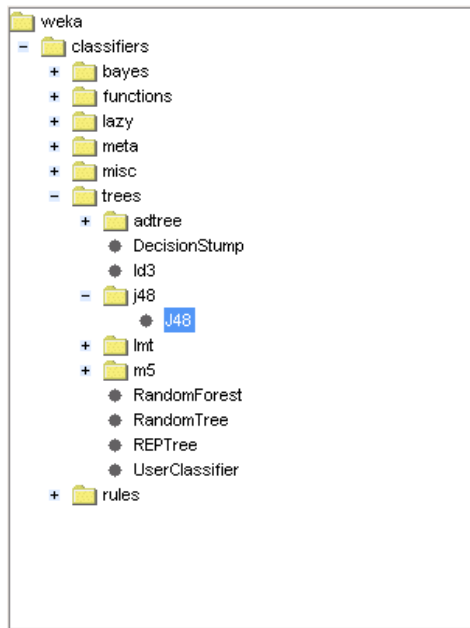 weka
classifiers
bayes
functions
lazy
meta
misc
trees
adtree
DecisionStump
Id3
j48
J48
lmt
m5
RandomForest
RandomTree
REPTree
UserClassifier
rules